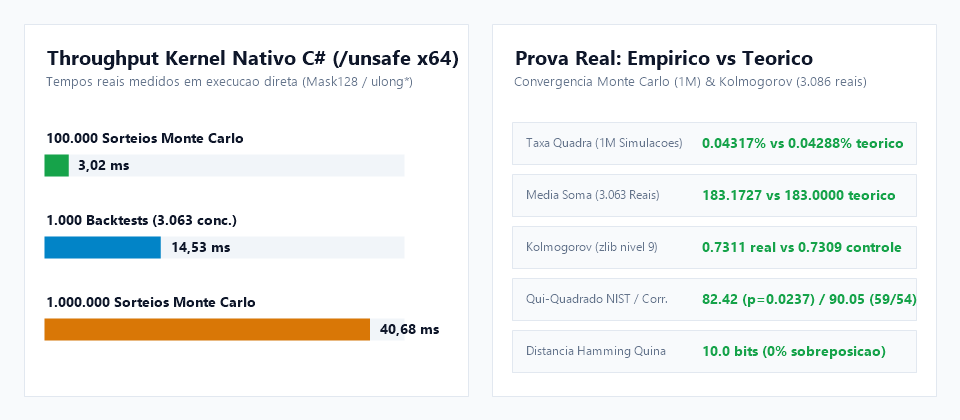 Throughput Kernel Nativo C# (/unsafe x64)
Tempos reais medidos em execucao direta (Mask128 / ulong*)
100.000 Sorteios Monte Carlo
3,02 ms
1.000 Backtests (3.063 conc.)
14,53 ms
1.000.000 Sorteios Monte Carlo
40,68 ms
Prova Real: Empirico vs Teorico
Convergencia Monte Carlo (1M) & Kolmogorov (3.086 reais)
Taxa Quadra (1M Simulacoes) 0.04317% vs 0.04288% teorico
Media Soma (3.063 Reais) 183.1727 vs 183.0000 teorico
Kolmogorov (zlib nivel 9) 0.7311 real vs 0.7309 controle
Qui-Quadrado NIST / Corr. 82.42 (p=0.0237) / 90.05 (59/54)
Distancia Hamming Quina 10.0 bits (0% sobreposicao)